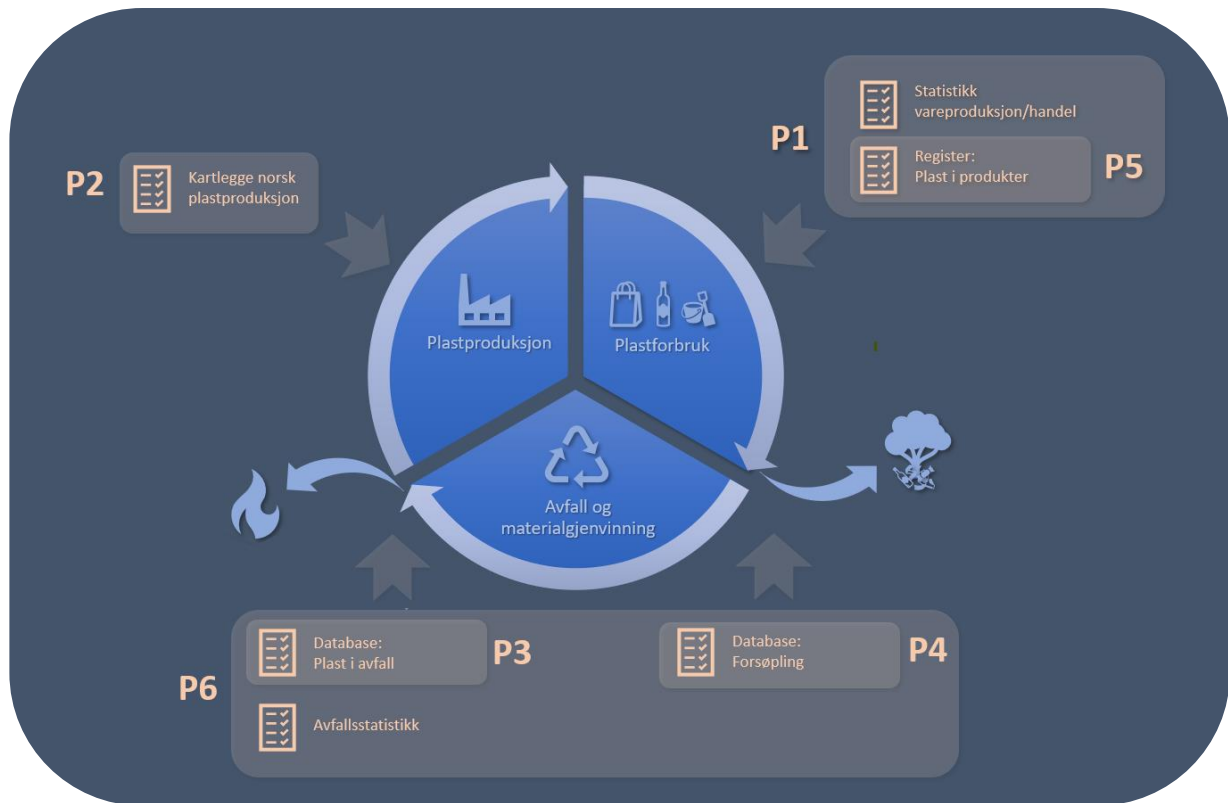 P1
Statistikk
vareproduksjon/handel
Register:
Plast i produkter
P5
P2
Kartlegge norsk
plastproduksjon
Plastproduksjon
Plastforbruk
Avfall og
materialgjenvinning
P6
Database:
Plast i avfall
P3
Avfallsstatistikk
Database:
Forsøpling
P4